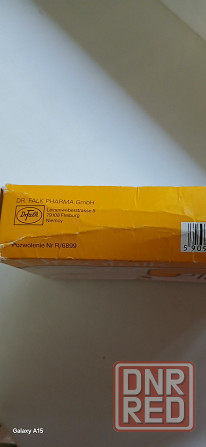 DR. FALK PHARMA GmbH
Dr Falk
Leinenweberstrasse 5
79108 Freiburg
Niemcy
Pozwolenie Nr R/6899
5 905
Galaxy A15
DNR
RED